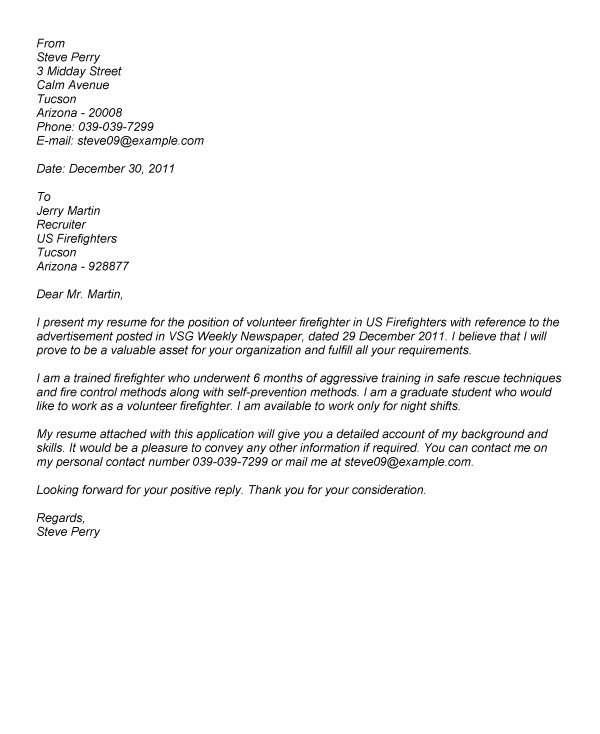 From
Steve Perry
3 Midday Street
Calm Avenue
Tucson
Arizona - 20008
Phone: 039-039-7299
E-mail: steve09@example.com
Date: December 30, 2011
To
Jerry Martin
Recruiter
US Firefighters
Tucson
Arizona - 928877
Dear Mr. Martin,
I present my resume for the position of volunteer firefighter in US Firefighters with reference to the
advertisement posted in VSG Weekly Newspaper, dated 29 December 2011. I believe that I will
prove to be a valuable asset for your organization and fulfill all your requirements.
I am a trained firefighter who underwent 6 months of aggressive training in safe rescue techniques
and fire control methods along with self-prevention methods. I am a graduate student who would
like to work as a volunteer firefighter. I am available to work only for night shifts.
My resume attached with this application will give you a detailed account of my background and
skills. It would be a pleasure to convey any other information if required. You can contact me on
my personal contact number 039-039-7299 or mail me at steve09@example.com.
Looking forward for your positive reply. Thank you for your consideration.
Regards,
Steve Perry